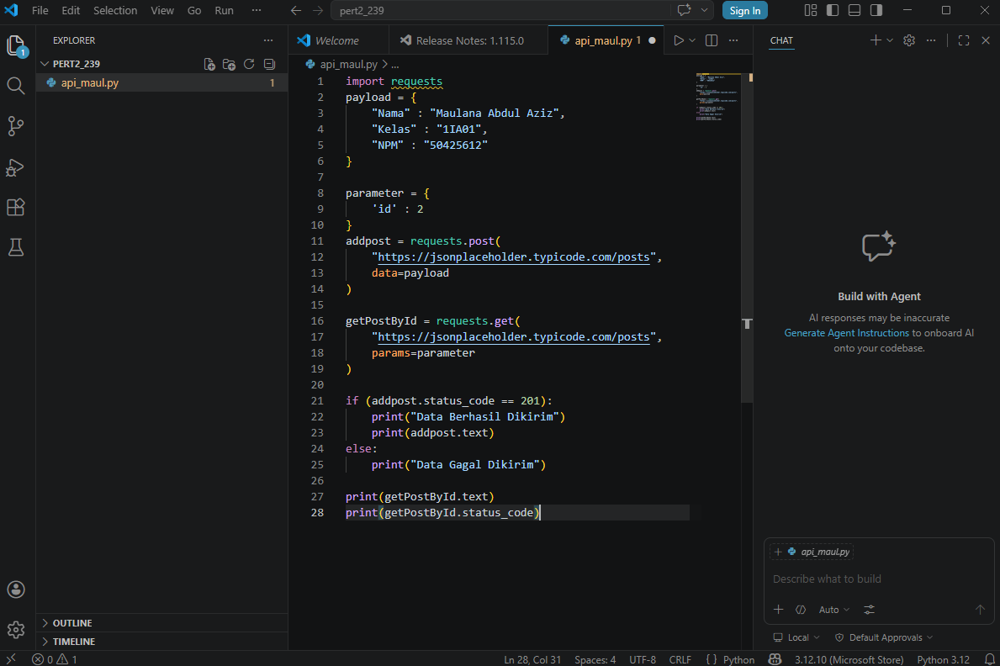 File Edit Selection View Go Run ··· pert2_239 Sign In
EXPLORER ···
PERT2_239
api_maul.py 1
OUTLINE
TIMELINE
Welcome Release Notes: 1.115.0 api_maul.py 1 ···
api_maul.py > ...
1 import requests
2 payload = {
3     "Nama" : "Maulana Abdul Aziz",
4     "Kelas" : "1IA01",
5     "NPM" : "50425612"
6 }
7
8 parameter = {
9     'id' : 2
10 }
11 addpost = requests.post(
12     "https://jsonplaceholder.typicode.com/posts",
13     data=payload
14 )
15
16 getPostById = requests.get(
17     "https://jsonplaceholder.typicode.com/posts",
18     params=parameter
19 )
20
21 if (addpost.status_code == 201):
22     print("Data Berhasil Dikirim")
23     print(addpost.text)
24 else:
25     print("Data Gagal Dikirim")
26
27 print(getPostById.text)
28 print(getPostById.status_code)
CHAT
Build with Agent
AI responses may be inaccurate
Generate Agent Instructions to onboard AI
onto your codebase.
+ api_maul.py
Describe what to build
Auto
Local Default Approvals
1
0 1 Ln 28, Col 31 Spaces: 4 UTF-8 CRLF { } Python 3.12.10 (Microsoft Store) Python 3.12